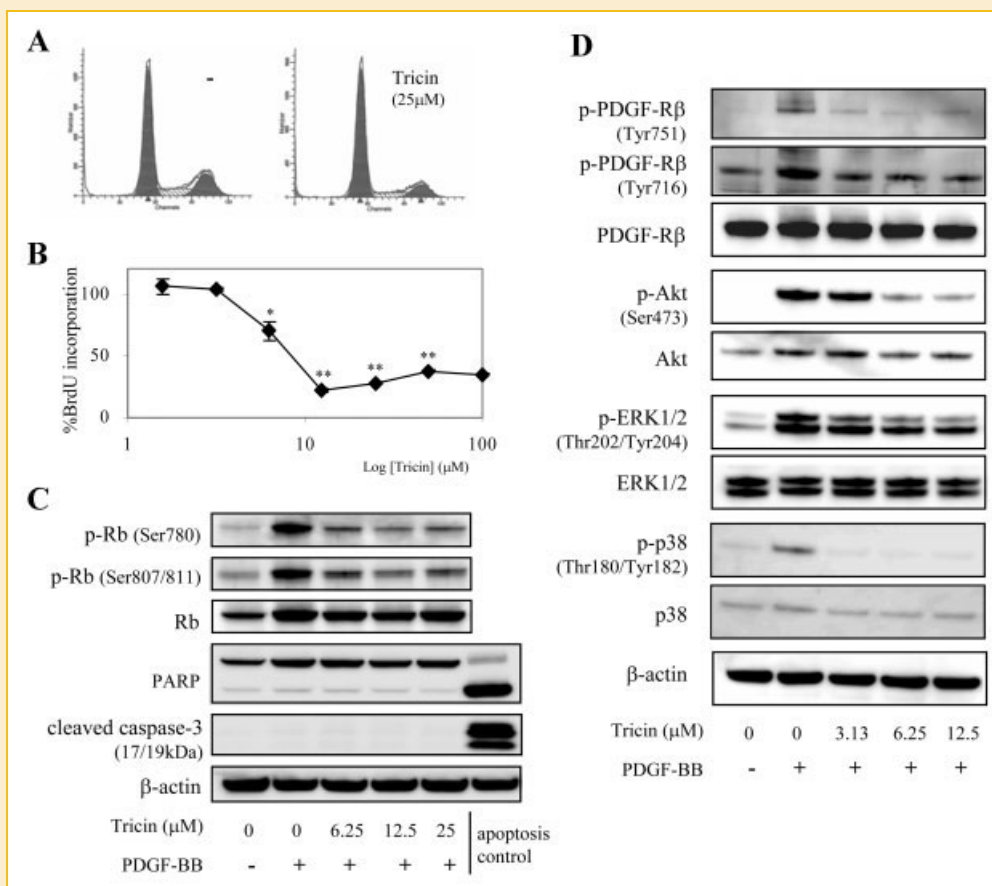 A
-
Tricin
(25μM)
Number
Channels
Number
Channels
B
%BrdU incorporation
100
50
0
*
**
**
**
1
10
100
Log [Tricin] (μM)
C
p-Rb (Ser780)
p-Rb (Ser807/811)
Rb
PARP
cleaved caspase-3
(17/19kDa)
β-actin
Tricin (μM) 0 0 6.25 12.5 25
PDGF-BB - + + + +
apoptosis
control
D
p-PDGF-Rβ
(Tyr751)
p-PDGF-Rβ
(Tyr716)
PDGF-Rβ
p-Akt
(Ser473)
Akt
p-ERK1/2
(Thr202/Tyr204)
ERK1/2
p-p38
(Thr180/Tyr182)
p38
β-actin
Tricin (μM) 0 0 3.13 6.25 12.5
PDGF-BB - + + + +